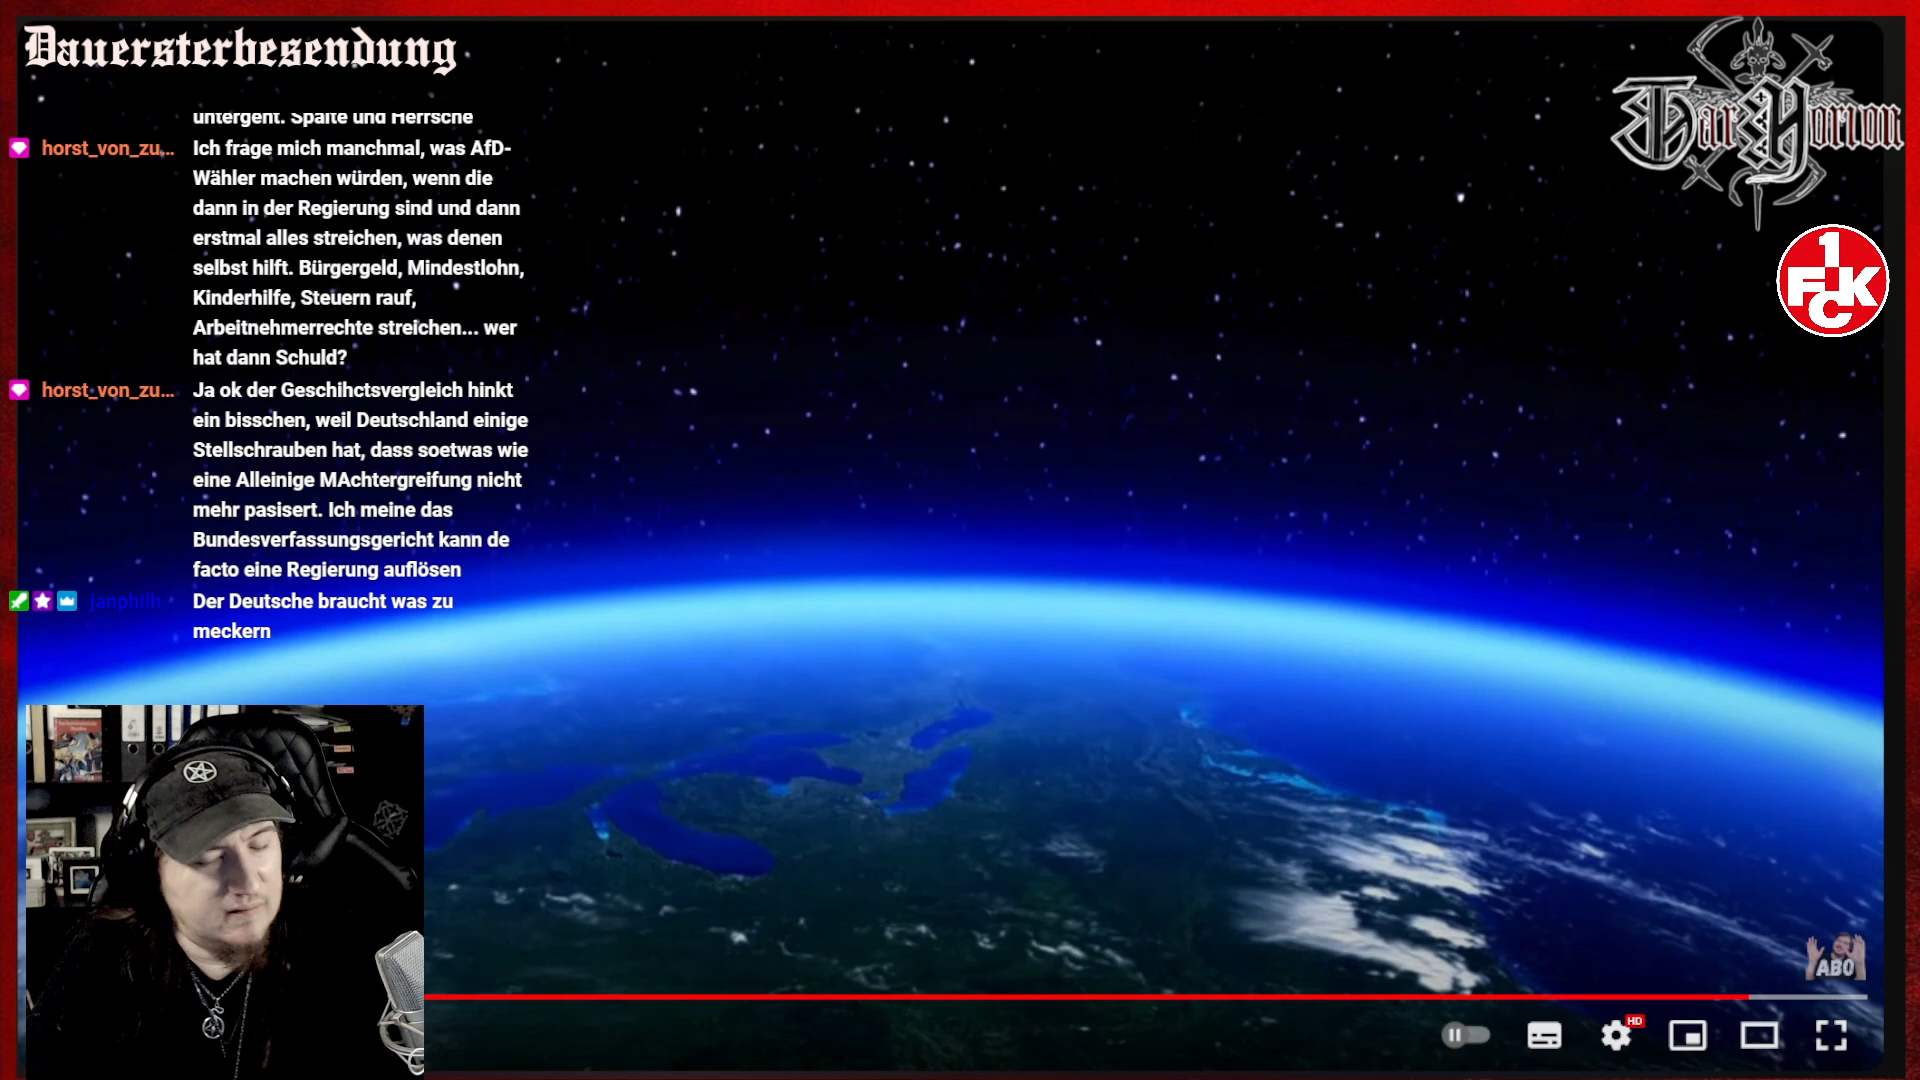 Dauersterbesendung
untergeht. Spalte und Herrsche
horst_von_zu...
Ich frage mich manchmal, was AfD-
Wähler machen würden, wenn die
dann in der Regierung sind und dann
erstmal alles streichen, was denen
selbst hilft. Bürgergeld, Mindestlohn,
Kinderhilfe, Steuern rauf,
Arbeitnehmerrechte streichen... wer
hat dann Schuld?
horst_von_zu...
Ja ok der Geschihctsvergleich hinkt
ein bisschen, weil Deutschland einige
Stellschrauben hat, dass soetwas wie
eine Alleinige MAchtergreifung nicht
mehr pasisert. Ich meine das
Bundesverfassungsgericht kann de
facto eine Regierung auflösen
Der Deutsche braucht was zu
meckern
1
FCK
ABO
HD